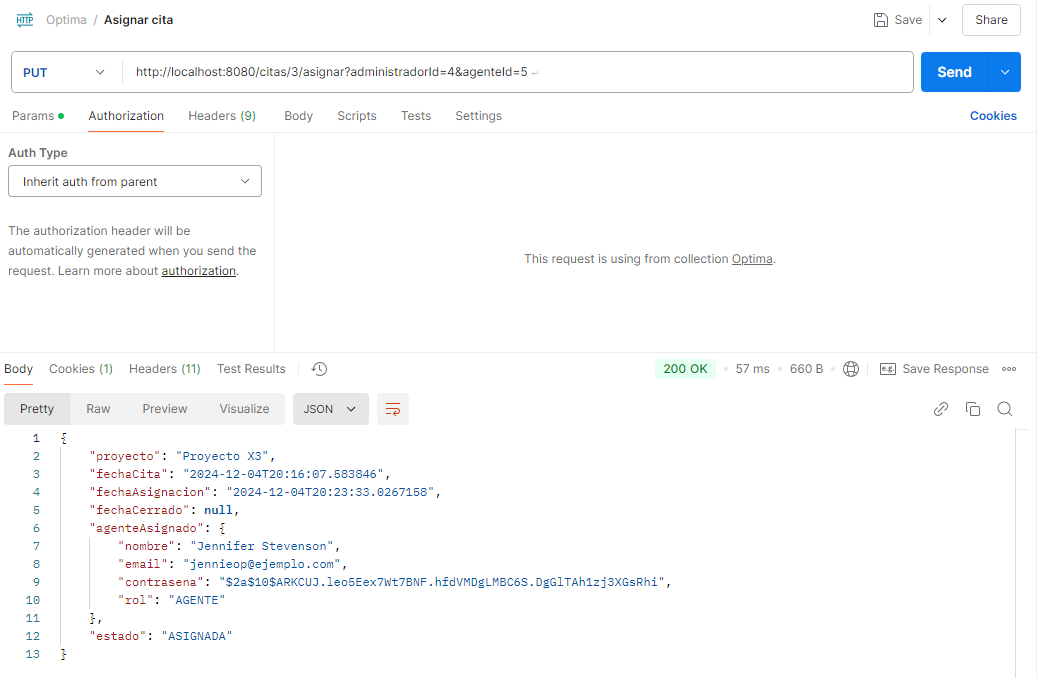 HTTP Optima / Asignar cita Save Share
PUT http://localhost:8080/citas/3/asignar?administradorId=4&agenteId=5 Send
Params Authorization Headers (9) Body Scripts Tests Settings Cookies
Auth Type
Inherit auth from parent
The authorization header will be
automatically generated when you send the
request. Learn more about authorization.
This request is using from collection Optima.
Body Cookies (1) Headers (11) Test Results 200 OK 57 ms 660 B e.g. Save Response
Pretty Raw Preview Visualize JSON
1 {
2 "proyecto": "Proyecto X3",
3 "fechaCita": "2024-12-04T20:16:07.583846",
4 "fechaAsignacion": "2024-12-04T20:23:33.0267158",
5 "fechaCerrado": null,
6 "agenteAsignado": {
7 "nombre": "Jennifer Stevenson",
8 "email": "jennieop@ejemplo.com",
9 "contrasena": "$2a$10$ARKCUJ.leo5Eex7Wt7BNF.hfdVMDgLMBC6S.DgGlTAh1zj3XGsRhi",
10 "rol": "AGENTE"
11 },
12 "estado": "ASIGNADA"
13 }